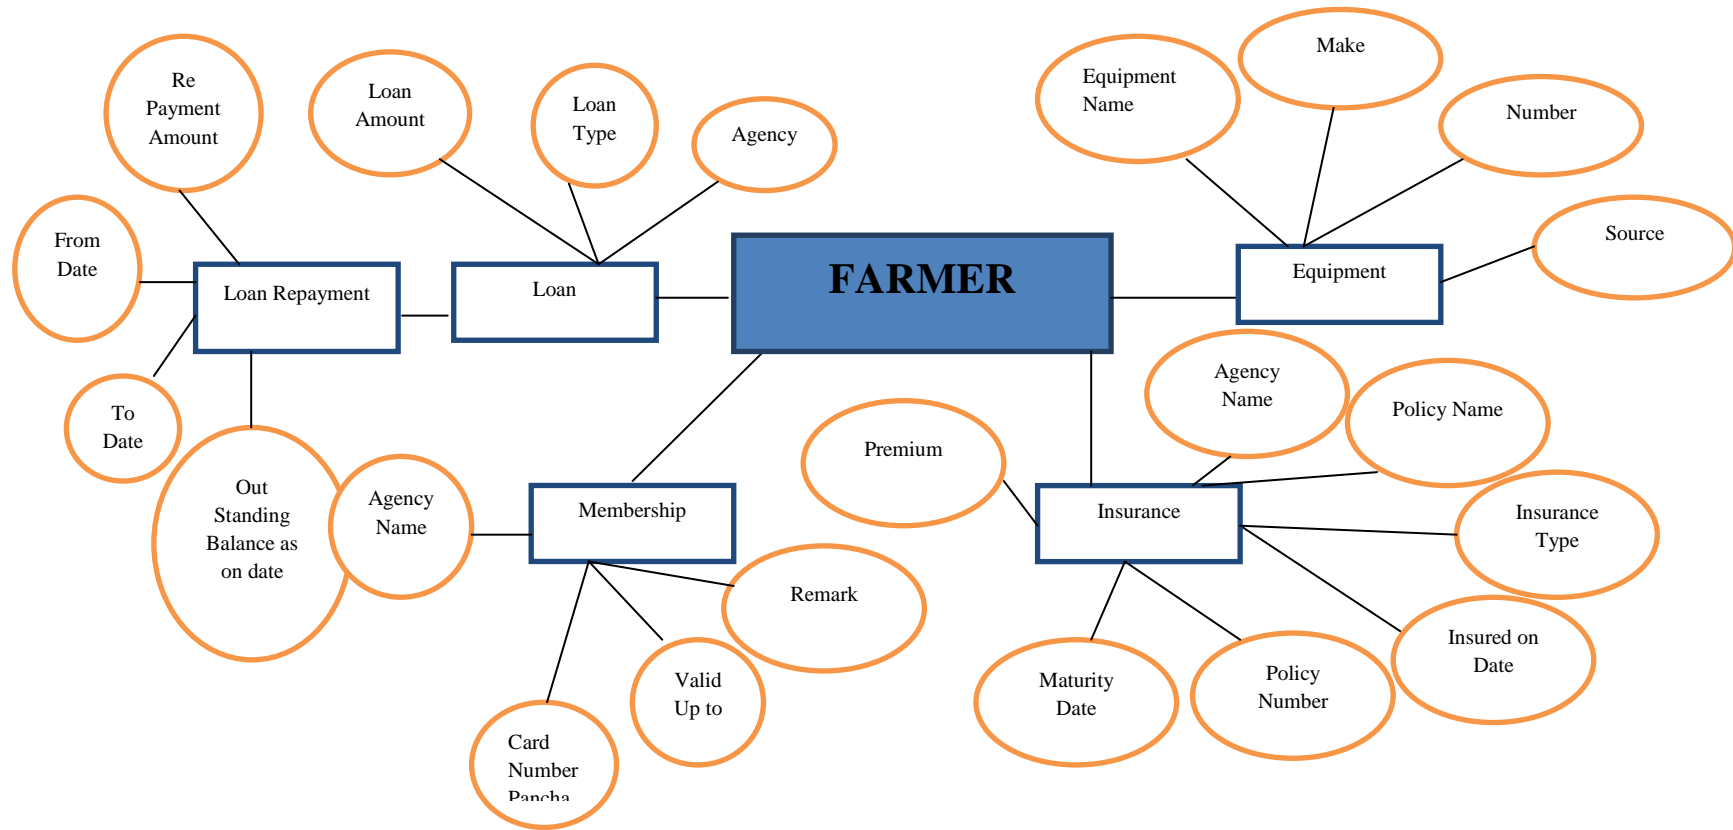 Re
Payment
Amount
Loan
Amount
Loan
Type
Agency
Equipment
Name
Make
Number
Source
From
Date
Loan Repayment
Loan
FARMER
Equipment
To
Date
Out
Standing
Balance as
on date
Agency
Name
Membership
Premium
Agency
Name
Policy Name
Insurance
Insurance
Type
Remark
Valid
Up to
Card
Number
Pancha
Maturity
Date
Policy
Number
Insured on
Date